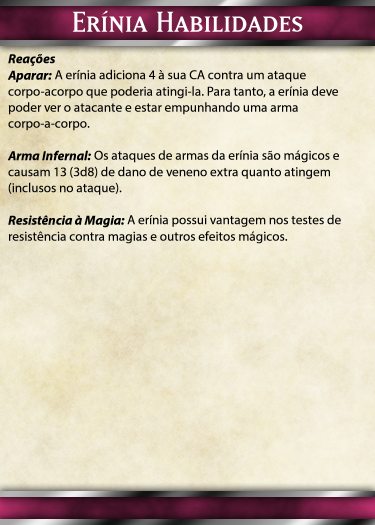 Erínia Habilidades
Reações
Aparar: A erínia adiciona 4 à sua CA contra um ataque
corpo-acorpo que poderia atingi-la. Para tanto, a erínia deve
poder ver o atacante e estar empunhando uma arma
corpo-a-corpo.
Arma Infernal: Os ataques de armas da erínia são mágicos e
causam 13 (3d8) de dano de veneno extra quanto atingem
(inclusos no ataque).
Resistência à Magia: A erínia possui vantagem nos testes de
resistência contra magias e outros efeitos mágicos.